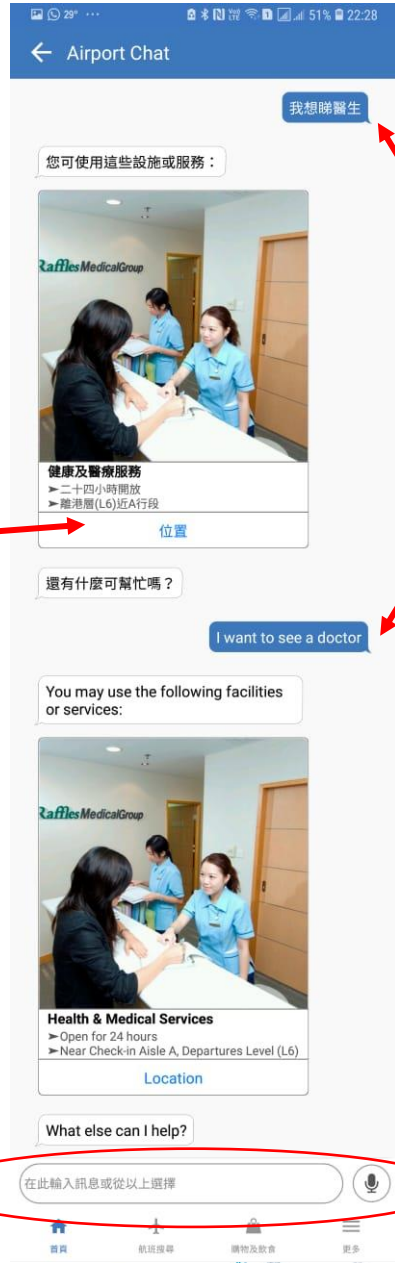 29° ··· 51% 22:28
Airport Chat
我想睇醫生
您可使用這些設施或服務：
RafflesMedicalGroup
健康及醫療服務
➢二十四小時開放
➢離港層(L6)近A行段
位置
還有什麼可幫忙嗎？
I want to see a doctor
You may use the following facilities
or services:
RafflesMedicalGroup
Health & Medical Services
➢Open for 24 hours
➢Near Check-in Aisle A, Departures Level (L6)
Location
What else can I help?
在此輸入訊息或從以上選擇
首頁 航班搜尋 購物及飲食 更多